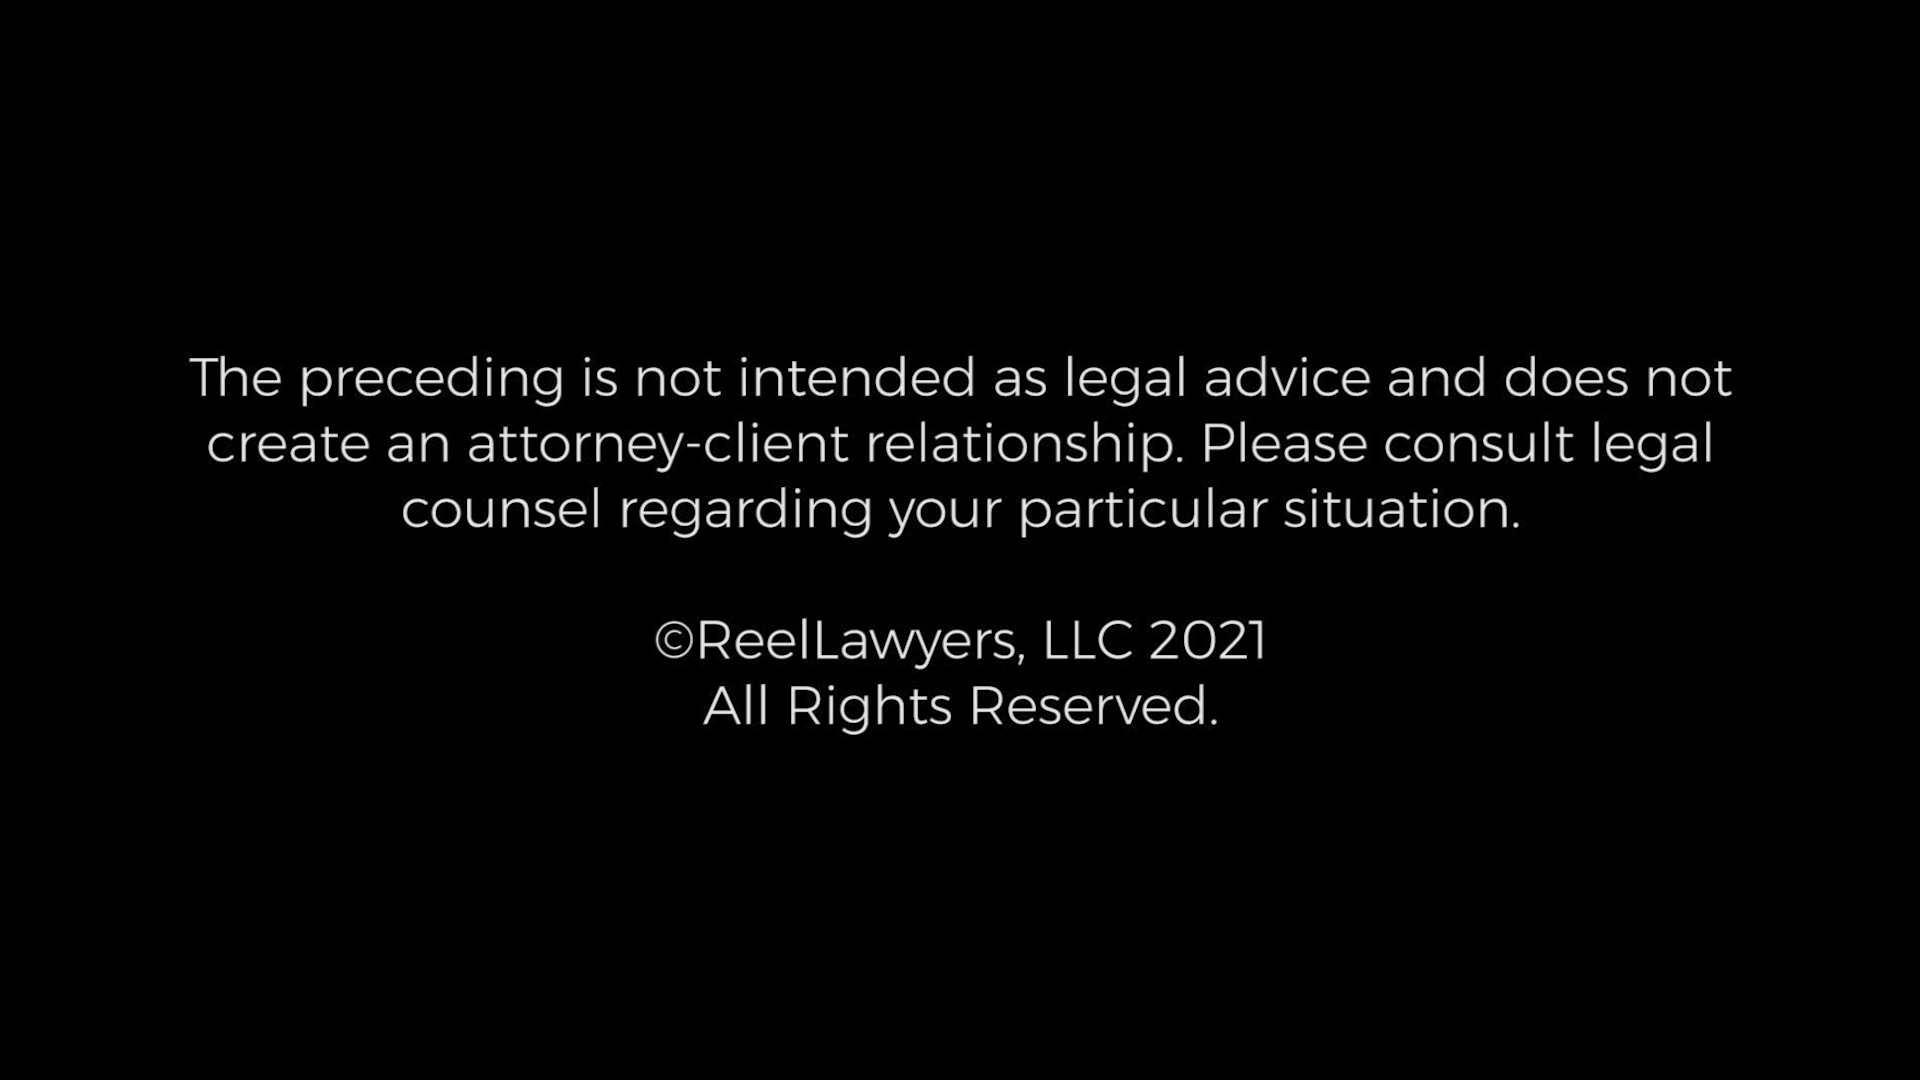 The preceding is not intended as legal advice and does not
create an attorney-client relationship. Please consult legal
counsel regarding your particular situation.
©ReelLawyers, LLC 2021
All Rights Reserved.